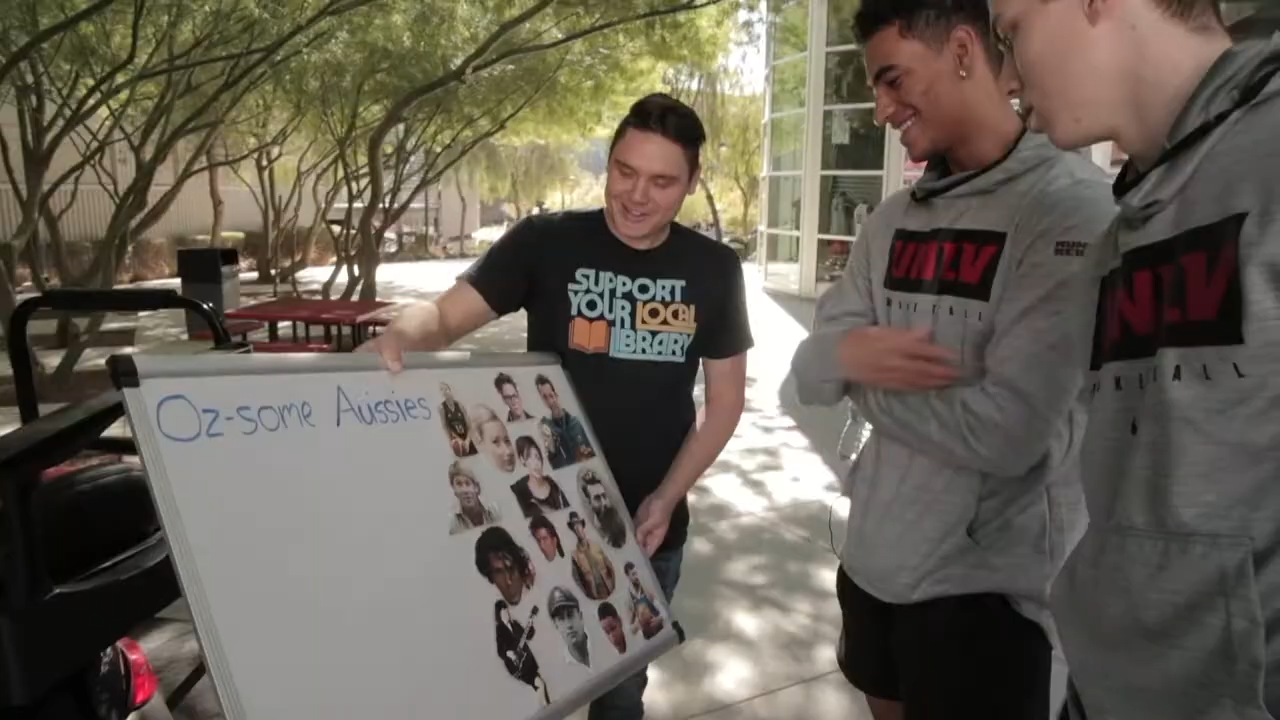 Oz-some Aussies
SUPPORT
YOUR LOCAL
LIBRARY
UNLV
UNLV